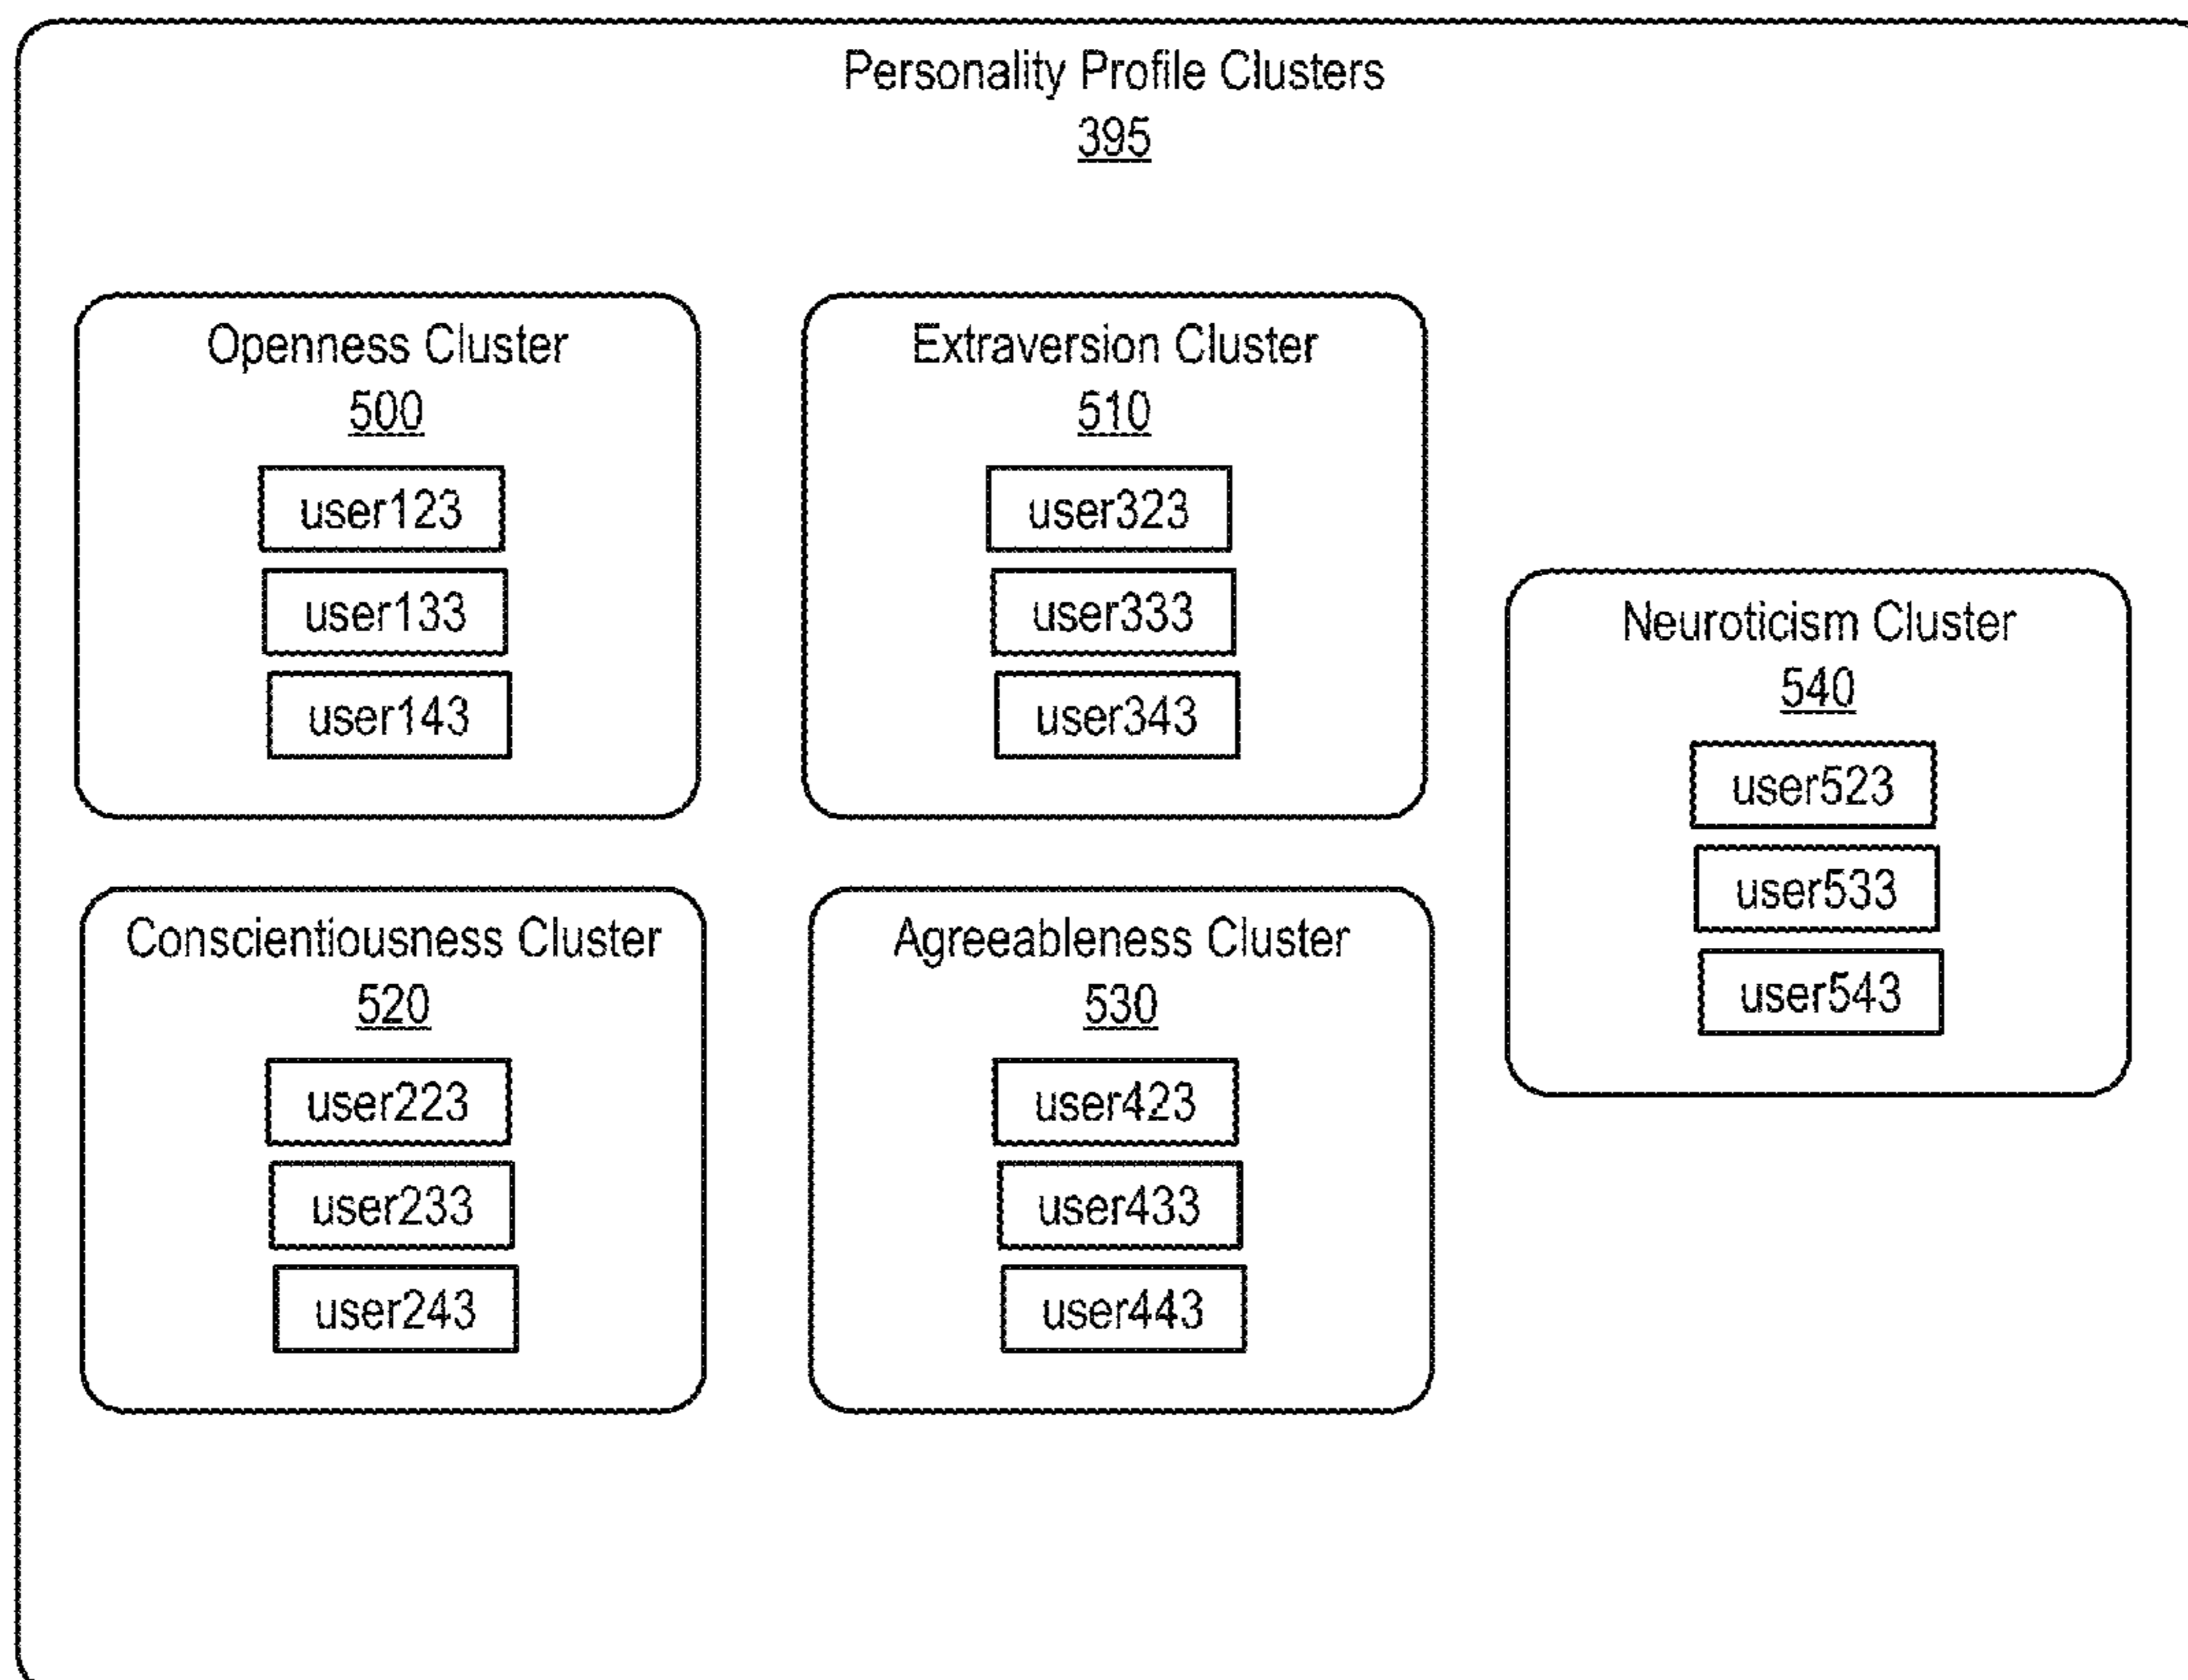 Personality Profile Clusters
395
Openness Cluster
500
user123
user133
user143
Extraversion Cluster
510
user323
user333
user343
Conscientiousness Cluster
520
user223
user233
user243
Agreeableness Cluster
530
user423
user433
user443
Neuroticism Cluster
540
user523
user533
user543